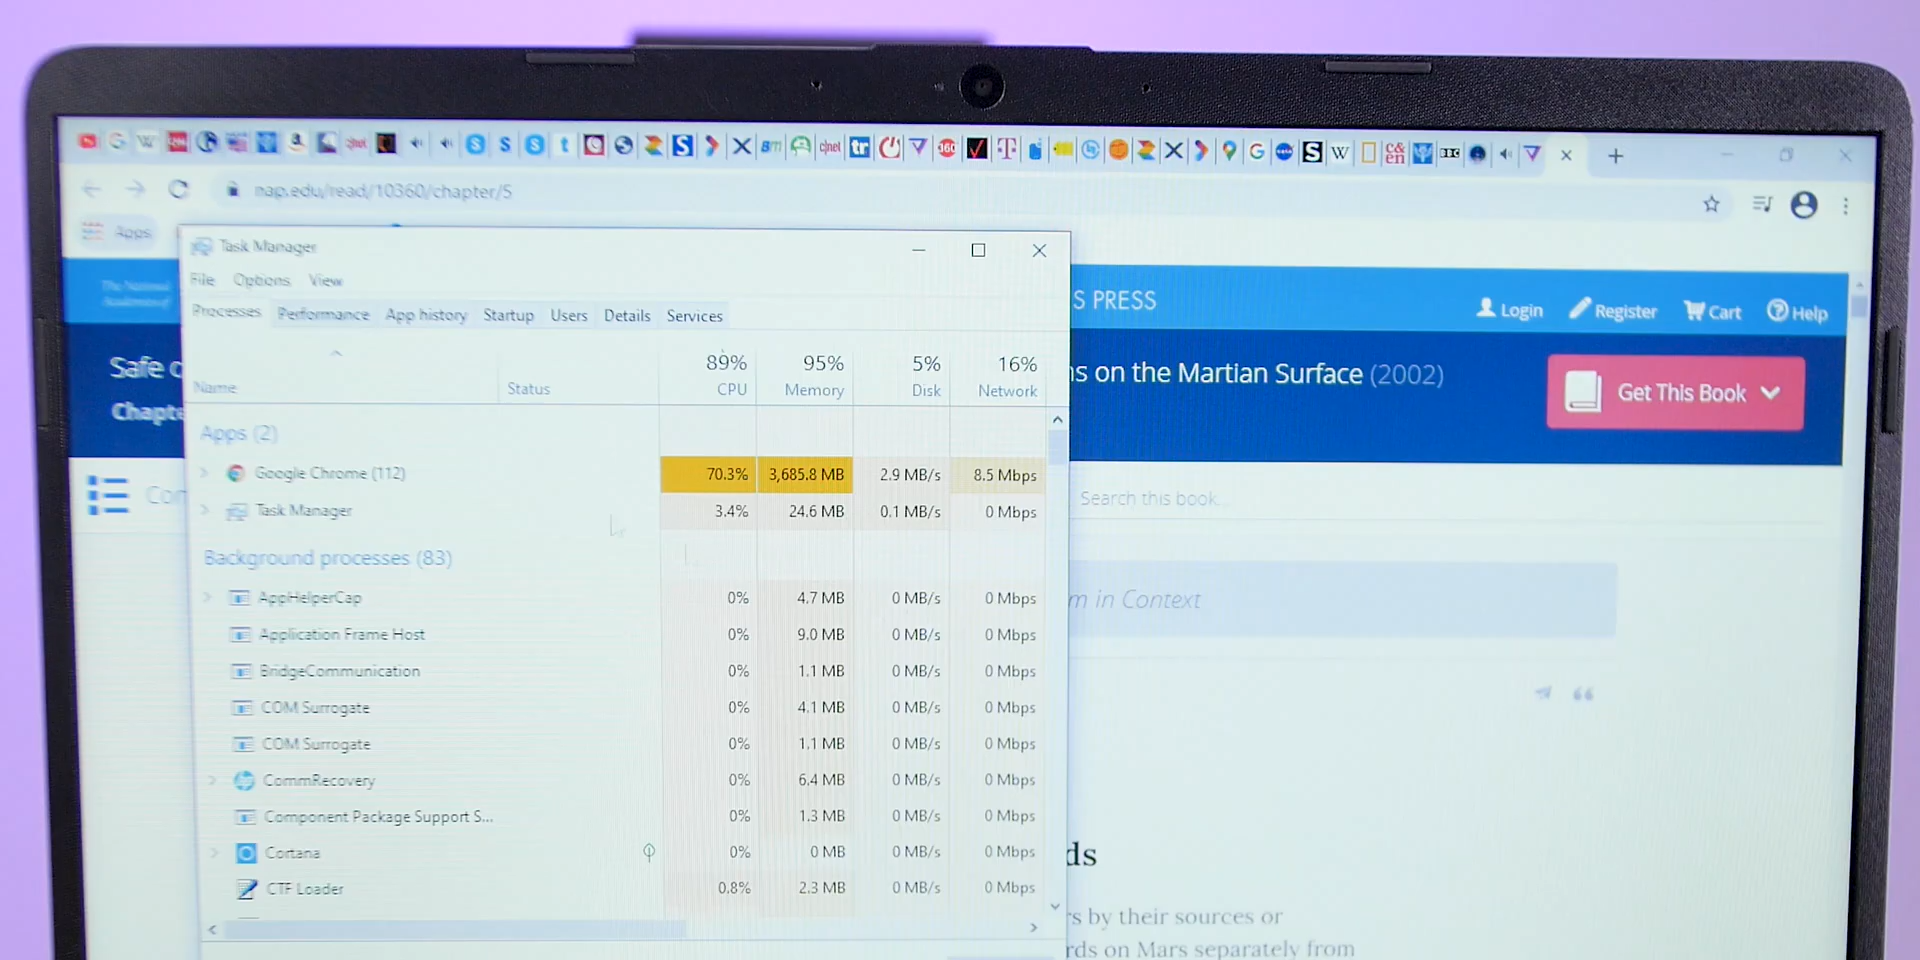 nap.edu/read/10360/chapter/5
Apps
Task Manager
File Options View
Processes Performance App history Startup Users Details Services
89% 95% 5% 16%
Name Status CPU Memory Disk Network
Apps (2)
Google Chrome (112) 70.3% 3,685.8 MB 2.9 MB/s 8.5 Mbps
Task Manager 3.4% 24.6 MB 0.1 MB/s 0 Mbps
Background processes (83)
AppHelperCap 0% 4.7 MB 0 MB/s 0 Mbps
Application Frame Host 0% 9.0 MB 0 MB/s 0 Mbps
BridgeCommunication 0% 1.1 MB 0 MB/s 0 Mbps
COM Surrogate 0% 4.1 MB 0 MB/s 0 Mbps
COM Surrogate 0% 1.1 MB 0 MB/s 0 Mbps
CommRecovery 0% 6.4 MB 0 MB/s 0 Mbps
Component Package Support S... 0% 1.3 MB 0 MB/s 0 Mbps
Cortana 0% 0 MB 0 MB/s 0 Mbps
CTF Loader 0.8% 2.3 MB 0 MB/s 0 Mbps
The National
Academies of
S PRESS
Login Register Cart Help
Safe o
ns on the Martian Surface (2002)
Chapte
Get This Book
Con
Search this book...
m in Context
ds
rs by their sources or
rds on Mars separately from